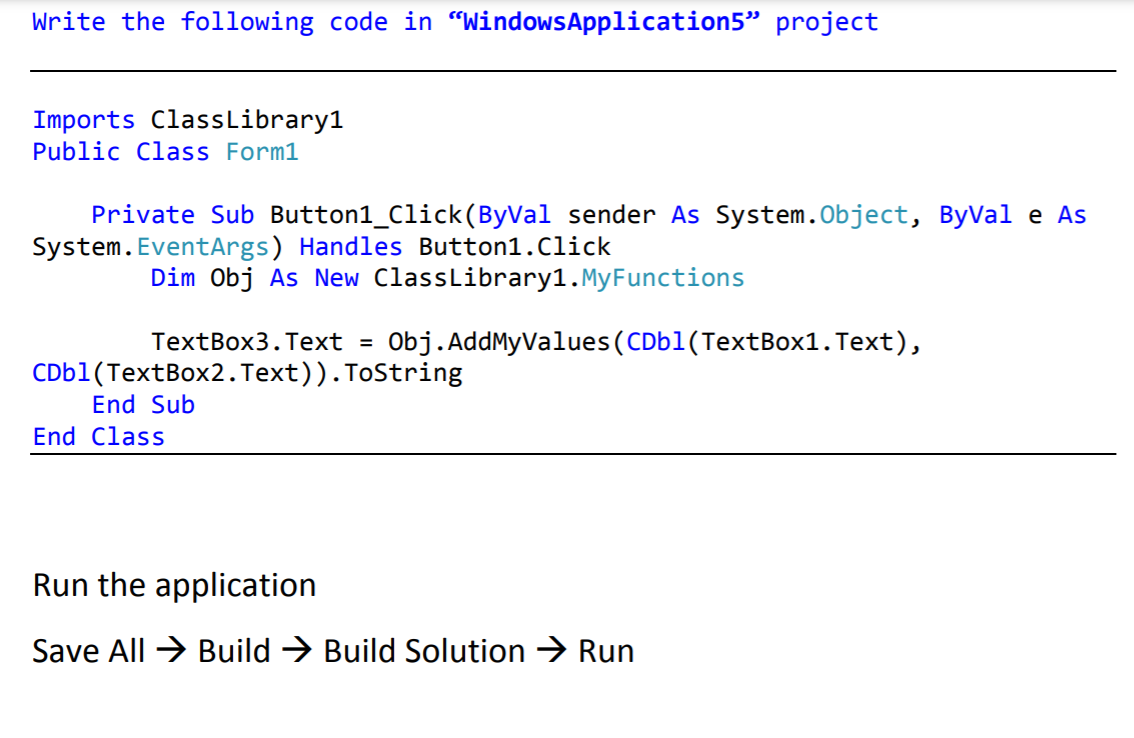 Write the following code in “WindowsApplication5” project
Imports ClassLibrary1
Public Class Form1
Private Sub Button1_Click(ByVal sender As System.Object, ByVal e As
System.EventArgs) Handles Button1.Click
Dim Obj As New ClassLibrary1.MyFunctions
TextBox3.Text = Obj.AddMyValues(CDbl(TextBox1.Text),
CDbl(TextBox2.Text)).ToString
End Sub
End Class
Run the application
Save All → Build → Build Solution → Run